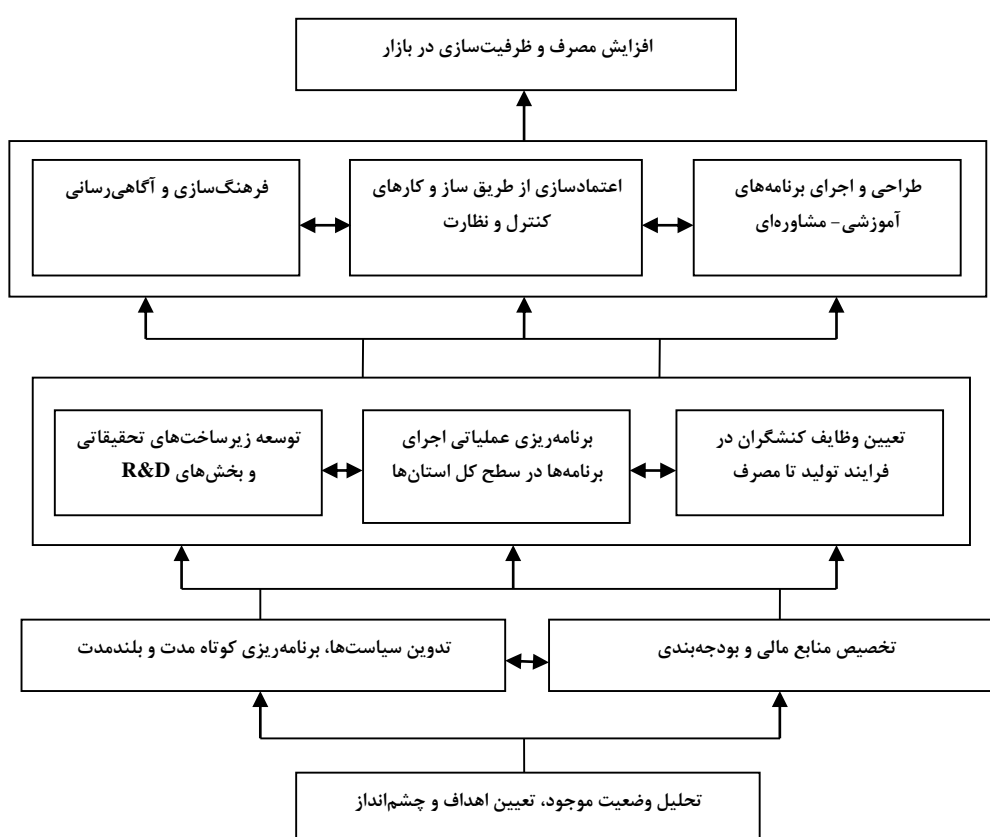 افزایش مصرف و ظرفیت‌سازی در بازار
طراحی و اجرای برنامه‌های
آموزشی- مشاوره‌ای
اعتمادسازی از طریق ساز و کارهای
کنترل و نظارت
فرهنگ‌سازی و آگاهی‌رسانی
تعیین وظایف کنشگران در
فرایند تولید تا مصرف
برنامه‌ریزی عملیاتی اجرای
برنامه‌ها در سطح کل استان‌ها
توسعه زیرساخت‌های تحقیقاتی
و بخش‌های R&D
تخصیص منابع مالی و بودجه‌بندی
تدوین سیاست‌ها، برنامه‌ریزی کوتاه مدت و بلندمدت
تحلیل وضعیت موجود، تعیین اهداف و چشم‌انداز